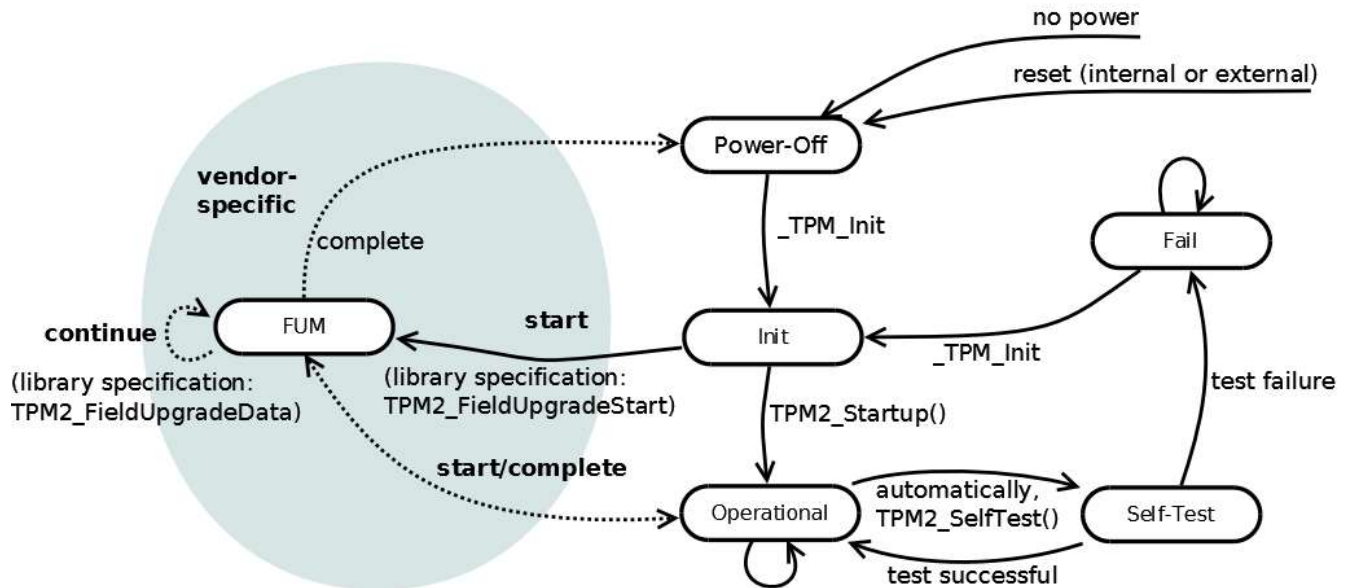 no power
reset (internal or external)
Power-Off
vendor-
specific
_TPM_Init
complete
Fail
FUM
start
Init
continue
_TPM_Init
(library specification:
TPM2_FieldUpgradeData)
(library specification:
TPM2_FieldUpgradeStart)
test failure
TPM2_Startup()
start/complete
Operational
automatically,
TPM2_SelfTest()
Self-Test
test successful